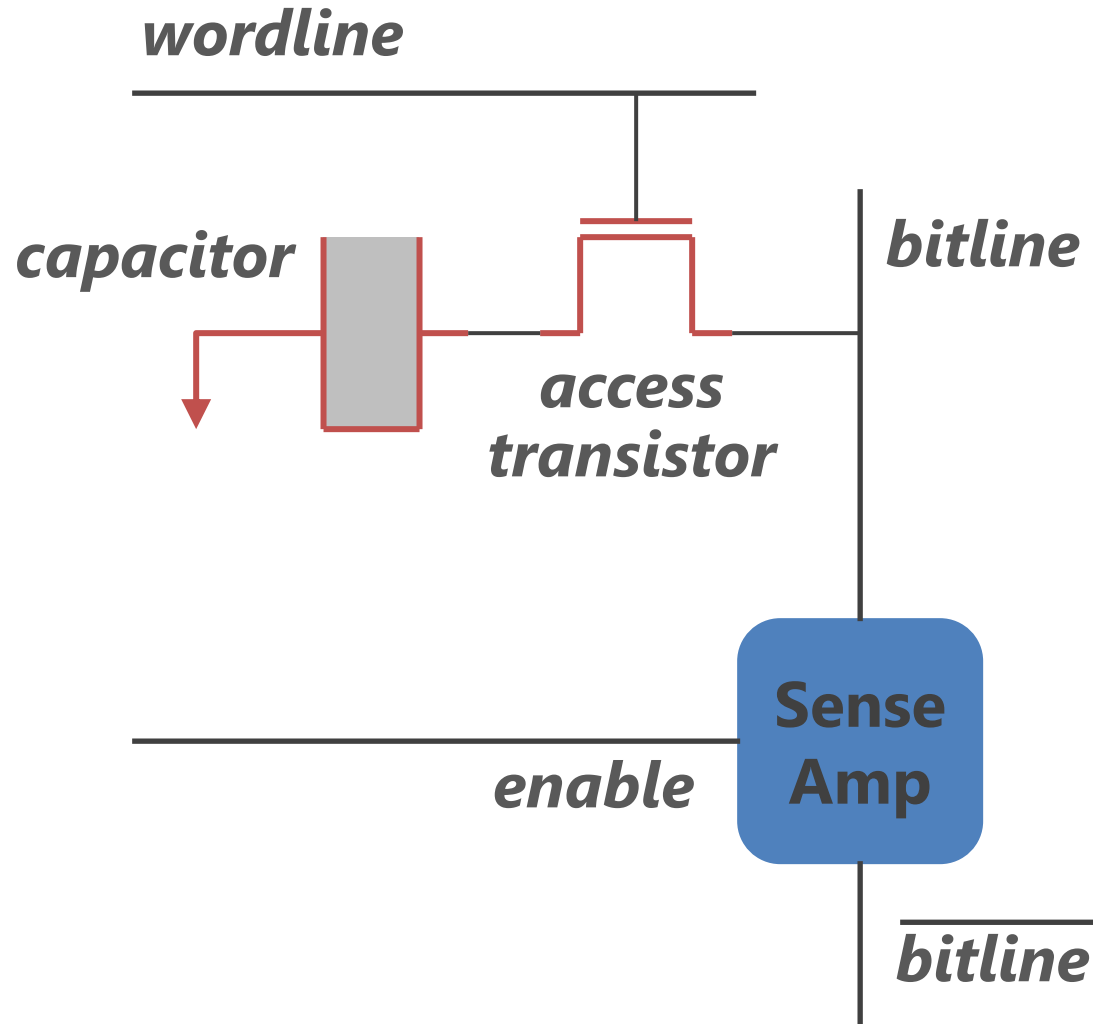 wordline
capacitor
bitline
access
transistor
Sense
Amp
enable
bitline